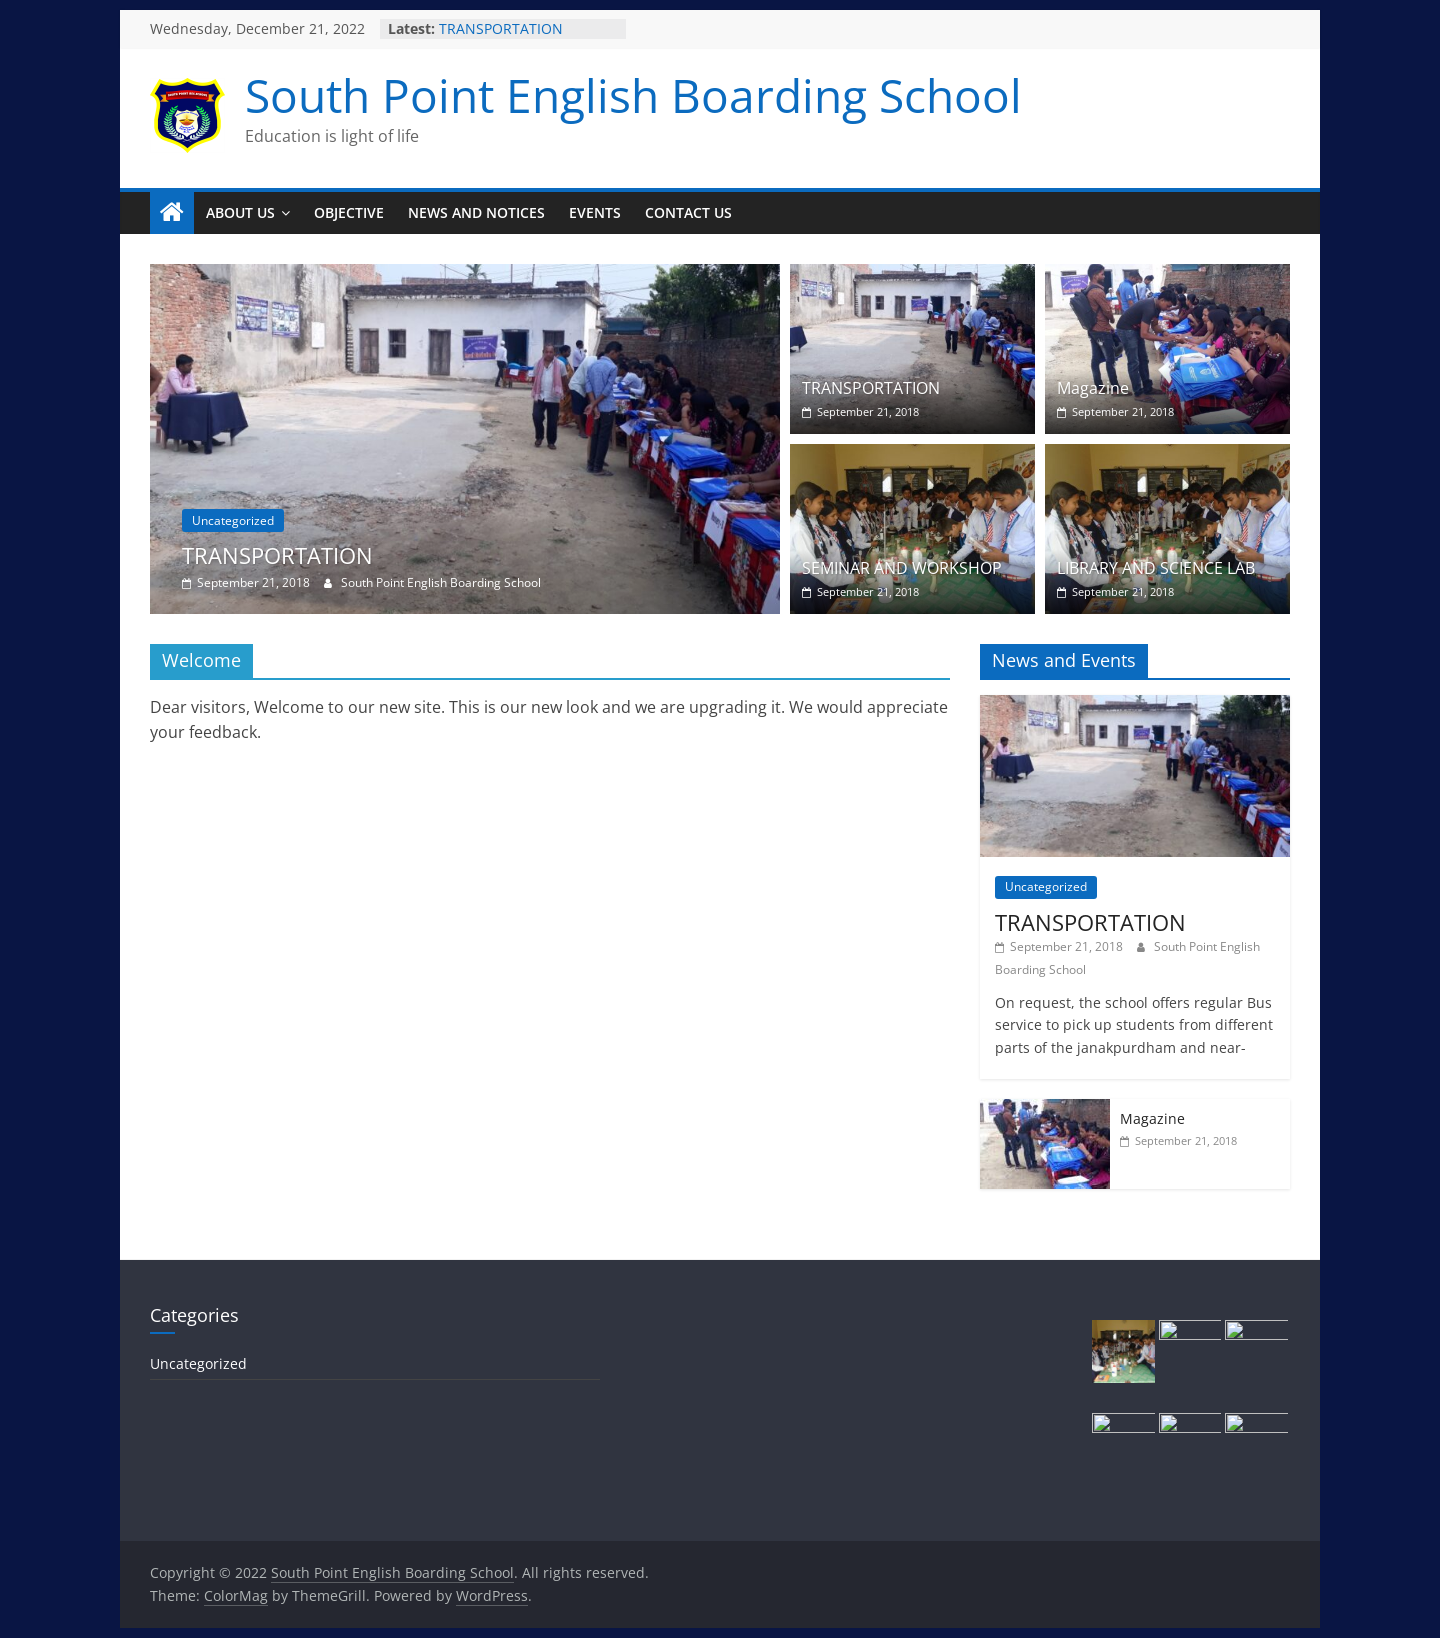 Wednesday, December 21, 2022
Latest: TRANSPORTATION
South Point English Boarding School
Education is light of life
ABOUT US
OBJECTIVE
NEWS AND NOTICES
EVENTS
CONTACT US
Uncategorized
TRANSPORTATION
September 21, 2018 South Point English Boarding School
TRANSPORTATION
September 21, 2018
Magazine
September 21, 2018
SEMINAR AND WORKSHOP
September 21, 2018
LIBRARY AND SCIENCE LAB
September 21, 2018
Welcome
Dear visitors, Welcome to our new site. This is our new look and we are upgrading it. We would appreciate
your feedback.
News and Events
Uncategorized
TRANSPORTATION
September 21, 2018 South Point English
Boarding School
On request, the school offers regular Bus
service to pick up students from different
parts of the janakpurdham and near-
Magazine
September 21, 2018
Categories
Uncategorized
Copyright © 2022 South Point English Boarding School. All rights reserved.
Theme: ColorMag by ThemeGrill. Powered by WordPress.